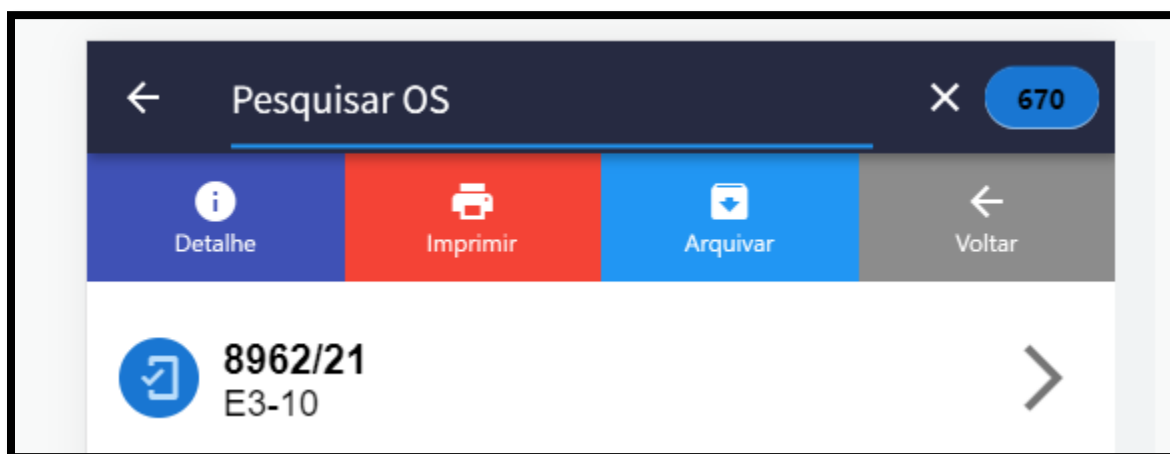 Pesquisar OS
670
Detalhe
Imprimir
Arquivar
Voltar
8962/21
E3-10